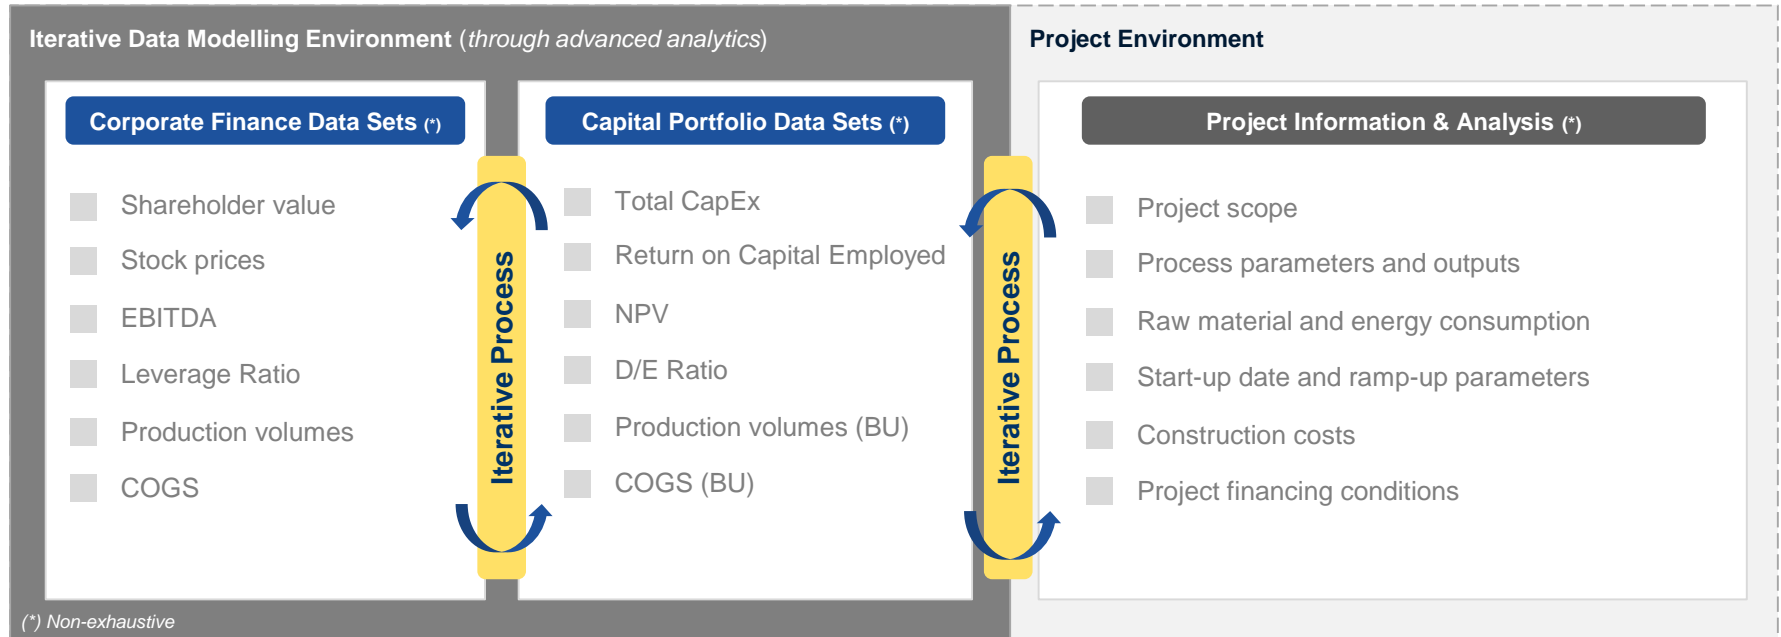 Iterative Data Modelling Environment (through advanced analytics)
Project Environment
Corporate Finance Data Sets (*)
Shareholder value
Stock prices
EBITDA
Leverage Ratio
Production volumes
COGS
Iterative Process
Capital Portfolio Data Sets (*)
Total CapEx
Return on Capital Employed
NPV
D/E Ratio
Production volumes (BU)
COGS (BU)
Iterative Process
Project Information & Analysis (*)
Project scope
Process parameters and outputs
Raw material and energy consumption
Start-up date and ramp-up parameters
Construction costs
Project financing conditions
(*) Non-exhaustive